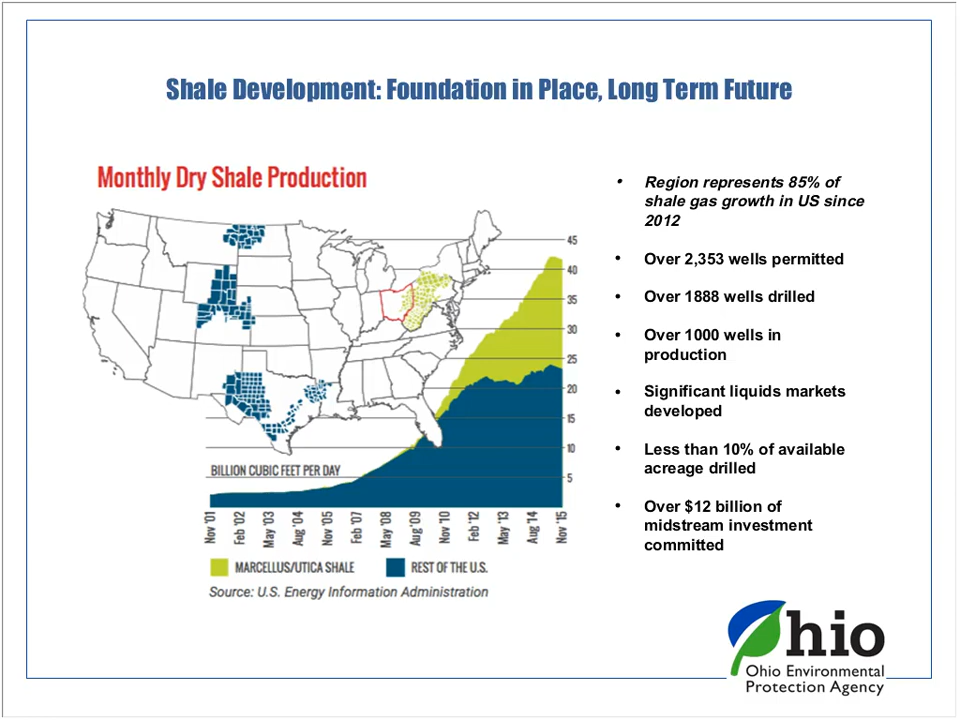 Shale Development: Foundation in Place, Long Term Future
Monthly Dry Shale Production
45
40
35
30
25
20
15
10
5
BILLION CUBIC FEET PER DAY
Nov '01
Feb '02
May '03
Aug '04
Nov '05
Feb '07
May '08
Aug '09
Nov '10
Feb '12
May '13
Aug '14
Nov '15
MARCELLUS/UTICA SHALE
REST OF THE U.S.
Source: U.S. Energy Information Administration
• Region represents 85% of
shale gas growth in US since
2012
• Over 2,353 wells permitted
• Over 1888 wells drilled
• Over 1000 wells in
production
• Significant liquids markets
developed
• Less than 10% of available
acreage drilled
• Over $12 billion of
midstream investment
committed
Ohio
Ohio Environmental
Protection Agency